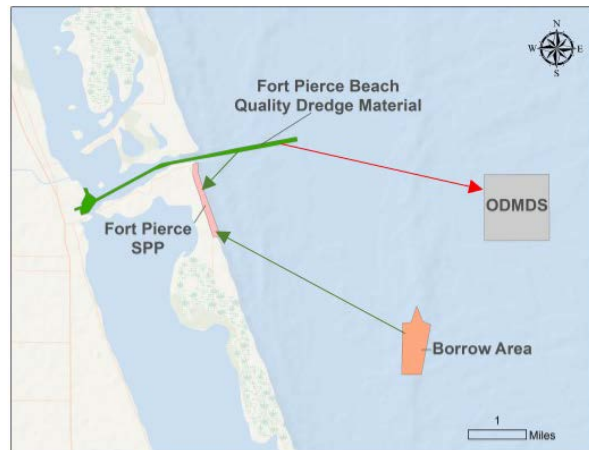 N
W E
S
Fort Pierce Beach
Quality Dredge Material
ODMDS
Fort Pierce
SPP
Borrow Area
1
Miles